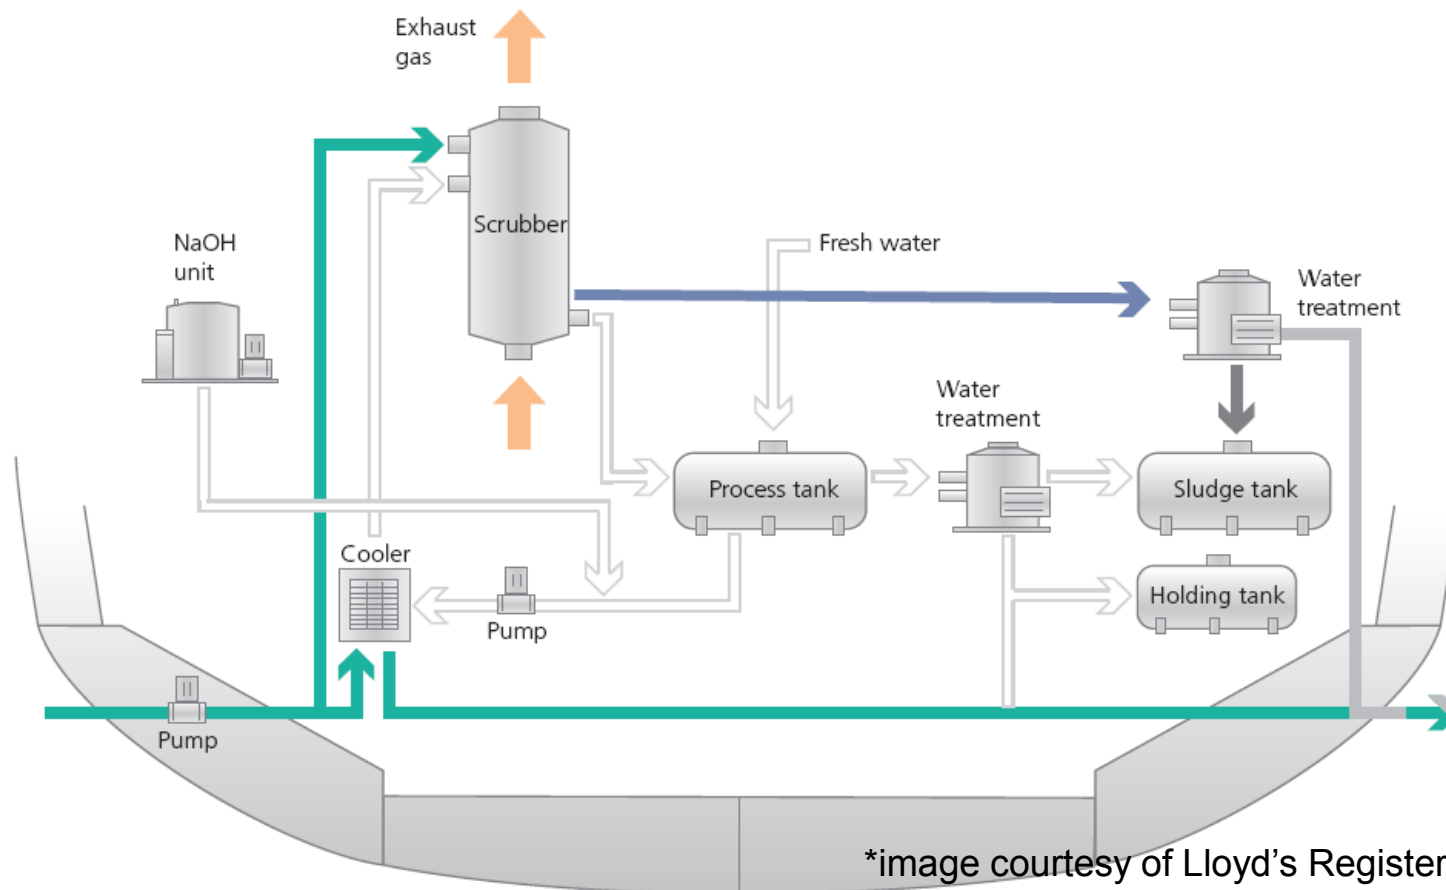 Exhaust
gas
Scrubber
NaOH
unit
Fresh water
Water
treatment
Water
treatment
Process tank
Sludge tank
Cooler
Holding tank
Pump
Pump
*image courtesy of Lloyd's Register